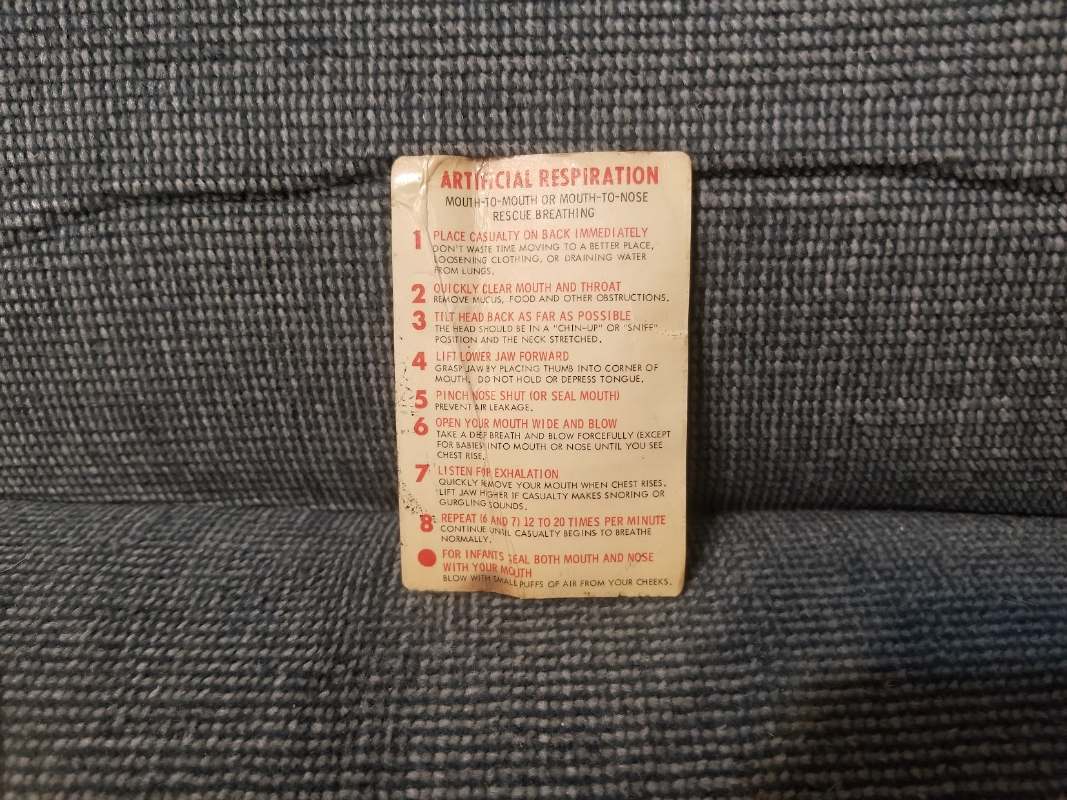 ARTIFICIAL RESPIRATION
MOUTH-TO-MOUTH OR MOUTH-TO-NOSE
RESCUE BREATHING
1 PLACE CASUALTY ON BACK IMMEDIATELY
DON'T WASTE TIME MOVING TO A BETTER PLACE,
LOOSENING CLOTHING, OR DRAINING WATER
FROM LUNGS.
2 QUICKLY CLEAR MOUTH AND THROAT
REMOVE MUCUS, FOOD AND OTHER OBSTRUCTIONS.
3 TILT HEAD BACK AS FAR AS POSSIBLE
THE HEAD SHOULD BE IN A "CHIN-UP" OR "SNIFF"
POSITION AND THE NECK STRETCHED.
4 LIFT LOWER JAW FORWARD
GRASP JAW BY PLACING THUMB INTO CORNER OF
MOUTH. DO NOT HOLD OR DEPRESS TONGUE.
5 PINCH NOSE SHUT (OR SEAL MOUTH)
PREVENT AIR LEAKAGE.
6 OPEN YOUR MOUTH WIDE AND BLOW
TAKE A DEEP BREATH AND BLOW FORCEFULLY (EXCEPT
FOR BABIES) INTO MOUTH OR NOSE UNTIL YOU SEE
CHEST RISE.
7 LISTEN FOR EXHALATION
QUICKLY REMOVE YOUR MOUTH WHEN CHEST RISES.
LIFT JAW HIGHER IF CASUALTY MAKES SNORING OR
GURGLING SOUNDS.
8 REPEAT (6 AND 7) 12 TO 20 TIMES PER MINUTE
CONTINUE UNTIL CASUALTY BEGINS TO BREATHE
NORMALLY.
FOR INFANTS SEAL BOTH MOUTH AND NOSE
WITH YOUR MOUTH
BLOW WITH SMALL PUFFS OF AIR FROM YOUR CHEEKS.